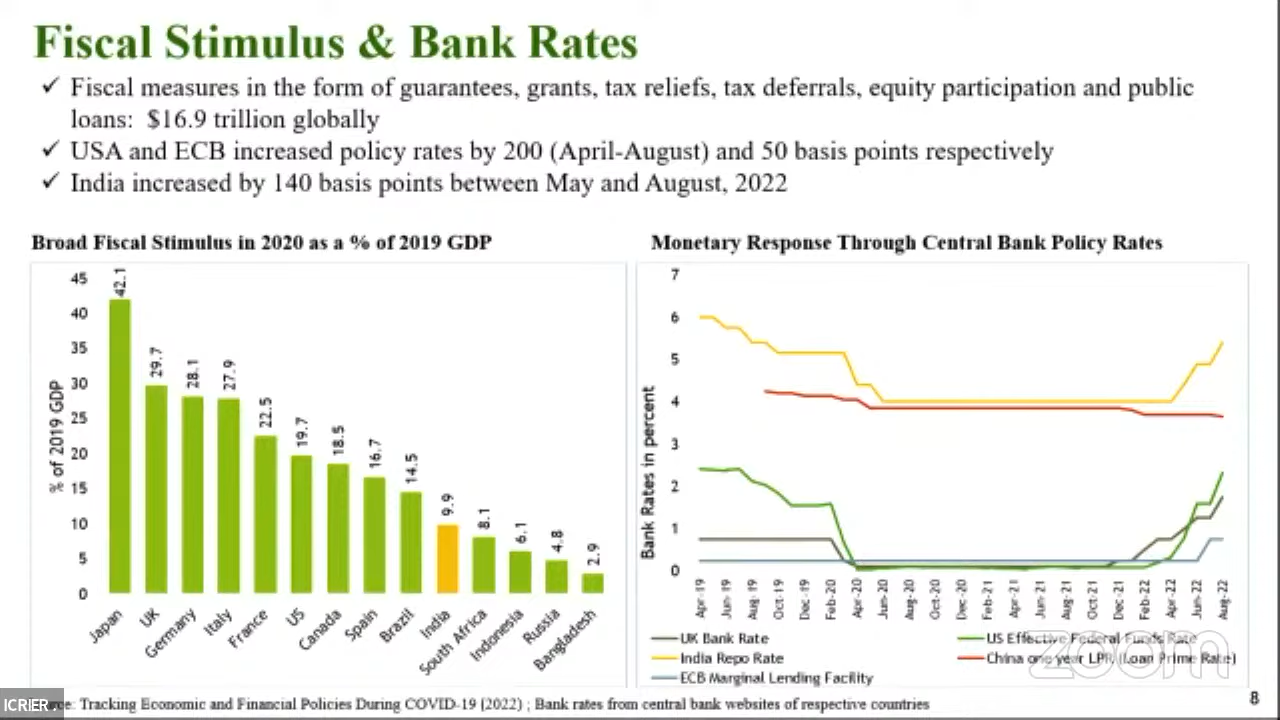 Fiscal Stimulus & Bank Rates
✓ Fiscal measures in the form of guarantees, grants, tax reliefs, tax deferrals, equity participation and public
loans: $16.9 trillion globally
✓ USA and ECB increased policy rates by 200 (April-August) and 50 basis points respectively
✓ India increased by 140 basis points between May and August, 2022
Broad Fiscal Stimulus in 2020 as a % of 2019 GDP
% of 2019 GDP
45
40
35
30
25
20
15
10
5
0
42.1
29.7
28.1
27.9
22.5
19.7
18.5
16.7
14.5
9.9
8.1
6.1
4.8
2.9
Japan
UK
Germany
Italy
France
US
Canada
Spain
Brazil
India
South Africa
Indonesia
Russia
Bangladesh
Monetary Response Through Central Bank Policy Rates
Bank Rates in percent
7
6
5
4
3
2
1
0
Apr-19
Jun-19
Aug-19
Oct-19
Dec-19
Feb-20
Apr-20
Jun-20
Aug-20
Oct-20
Dec-20
Feb-21
Apr-21
Jun-21
Aug-21
Oct-21
Dec-21
Feb-22
Apr-22
Jun-22
Aug-22
UK Bank Rate
US Effective Federal Funds Rate
India Repo Rate
China one year LPR (Loan Prime Rate)
ECB Marginal Lending Facility
zoom
ICRIER
Tracking Economic and Financial Policies During COVID-19 (2022) ; Bank rates from central bank websites of respective countries
8